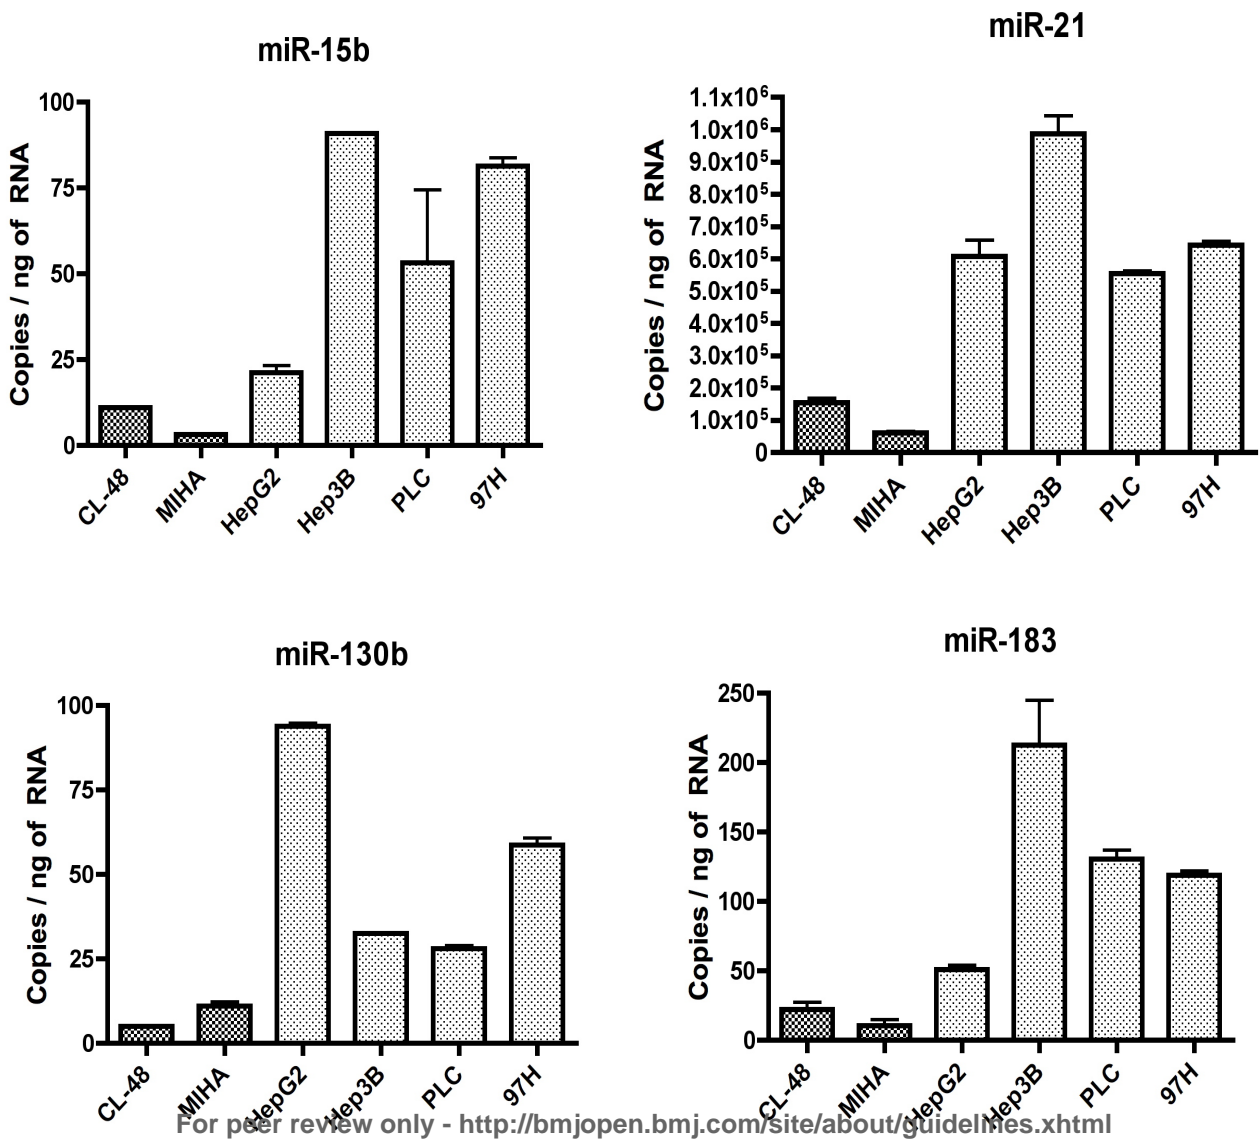 miR-15b
Copies / ng of RNA
100
75
50
25
0
CL-48
MIHA
HepG2
Hep3B
PLC
97H
miR-21
Copies / ng of RNA
1.1x10⁶
1.0x10⁶
9.0x10⁵
8.0x10⁵
7.0x10⁵
6.0x10⁵
5.0x10⁵
4.0x10⁵
3.0x10⁵
2.0x10⁵
1.0x10⁵
0
CL-48
MIHA
HepG2
Hep3B
PLC
97H
miR-130b
Copies / ng of RNA
100
75
50
25
0
CL-48
MIHA
HepG2
Hep3B
PLC
97H
miR-183
Copies / ng of RNA
250
200
150
100
50
0
CL-48
MIHA
HepG2
Hep3B
PLC
97H
For peer review only - http://bmjopen.bmj.com/site/about/guidelines.xhtml